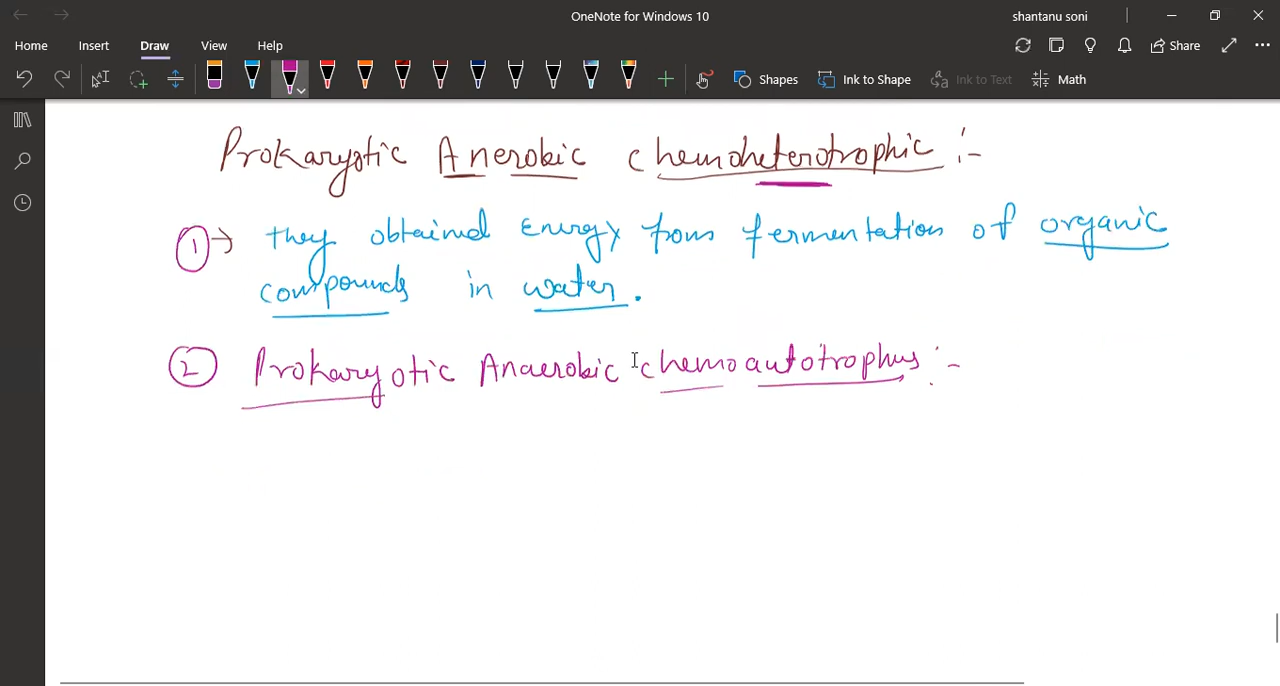 OneNote for Windows 10
shantanu soni
Home Insert Draw View Help
Share
Shapes Ink to Shape Ink to Text Math
Prokaryotic Anerobic chemoheterotrophic :-
① → they obtained Energy from fermentation of organic
compounds in water.
② Prokaryotic Anaerobic chemoautotrophus :-